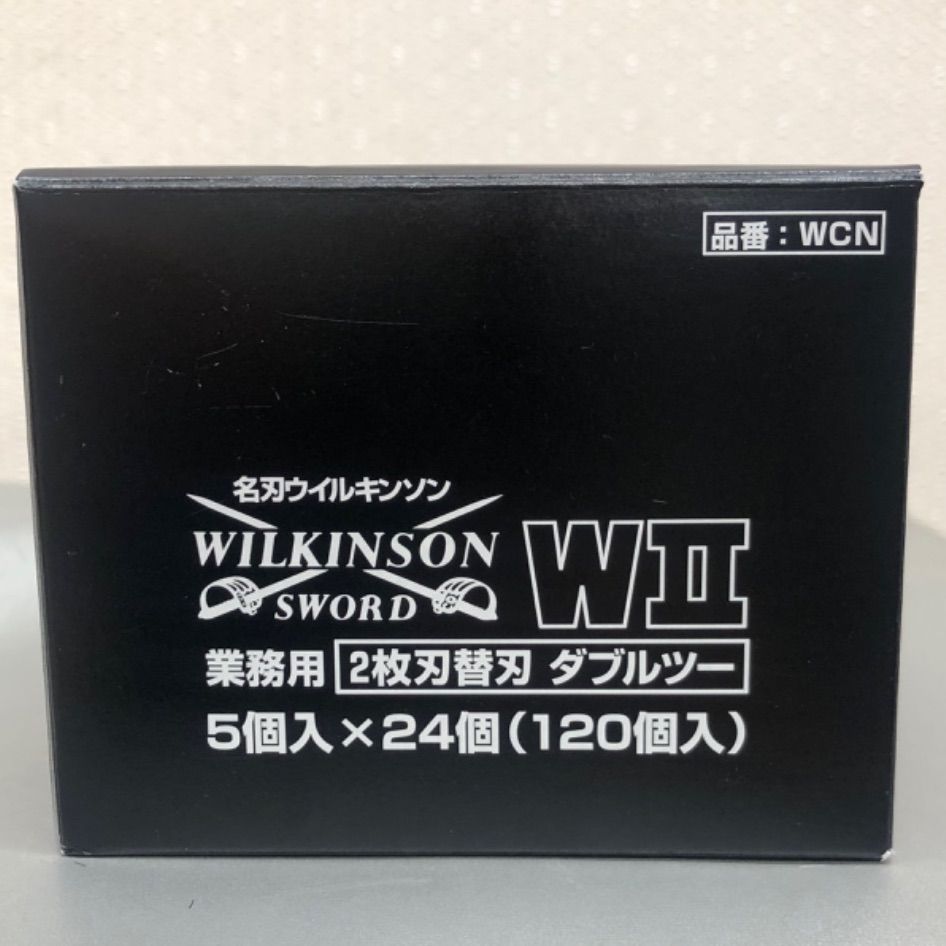 品番：WCN
名刃ウイルキンソン
WILKINSON
SWORD
WII
業務用 2枚刃替刃 ダブルツー
5個入×24個(120個入)